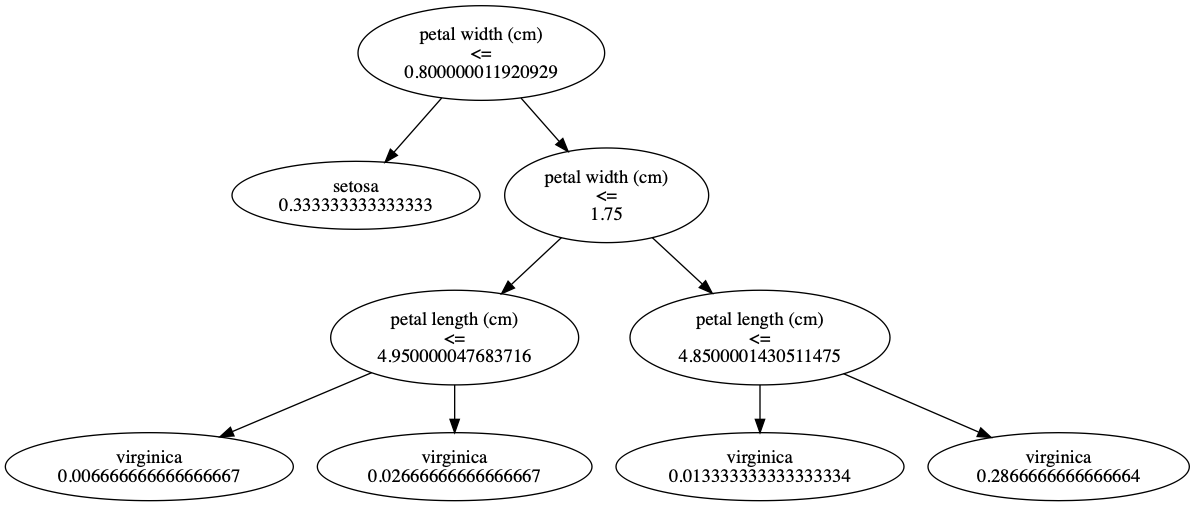 petal width (cm)
<=
0.800000011920929
setosa
0.333333333333333
petal width (cm)
<=
1.75
petal length (cm)
<=
4.950000047683716
petal length (cm)
<=
4.8500001430511475
virginica
0.006666666666666667
virginica
0.02666666666666667
virginica
0.013333333333333334
virginica
0.2866666666666664